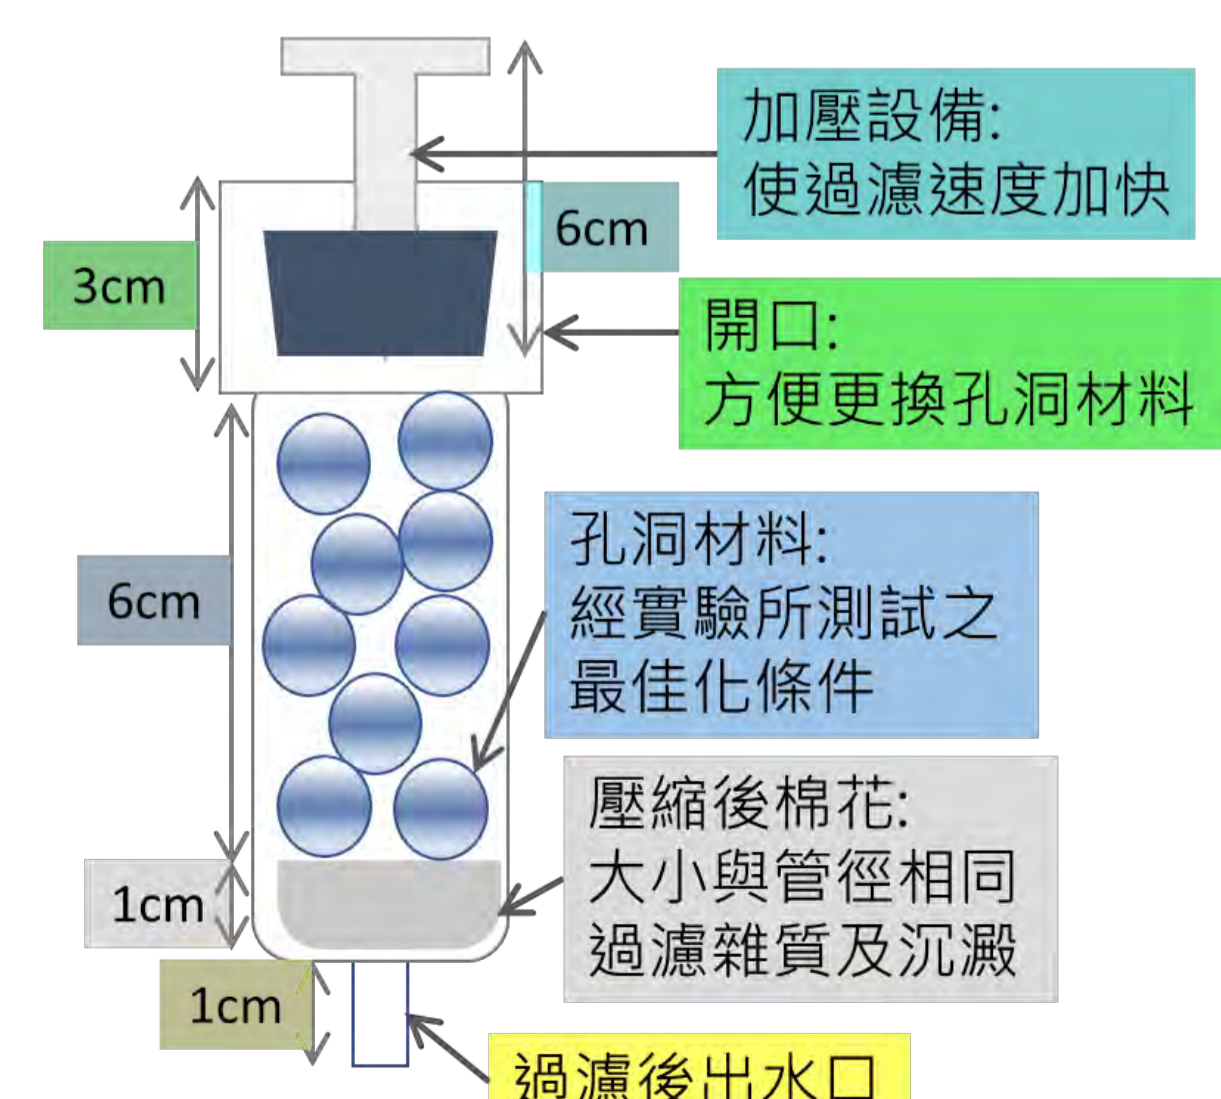 加壓設備:
使過濾速度加快
6cm
3cm
開口:
方便更換孔洞材料
孔洞材料:
經實驗所測試之
最佳化條件
6cm
壓縮後棉花:
大小與管徑相同
過濾雜質及沉澱
1cm
1cm
過濾後出水口